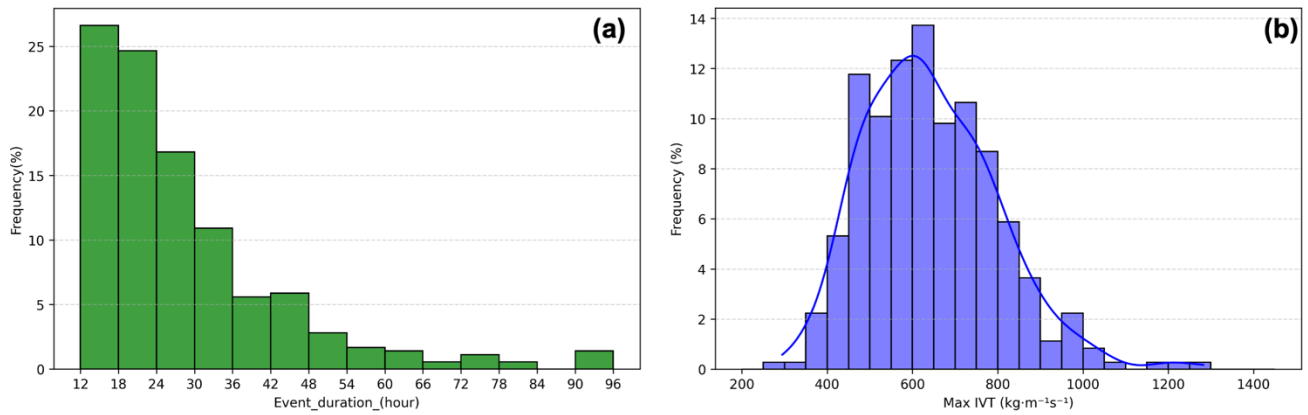 (a)
Frequency(%)
25
20
15
10
5
0
12 18 24 30 36 42 48 54 60 66 72 78 84 90 96
Event_duration_(hour)
(b)
Frequency (%)
14
12
10
8
6
4
2
0
200 400 600 800 1000 1200 1400
Max IVT (kg·m⁻¹s⁻¹)